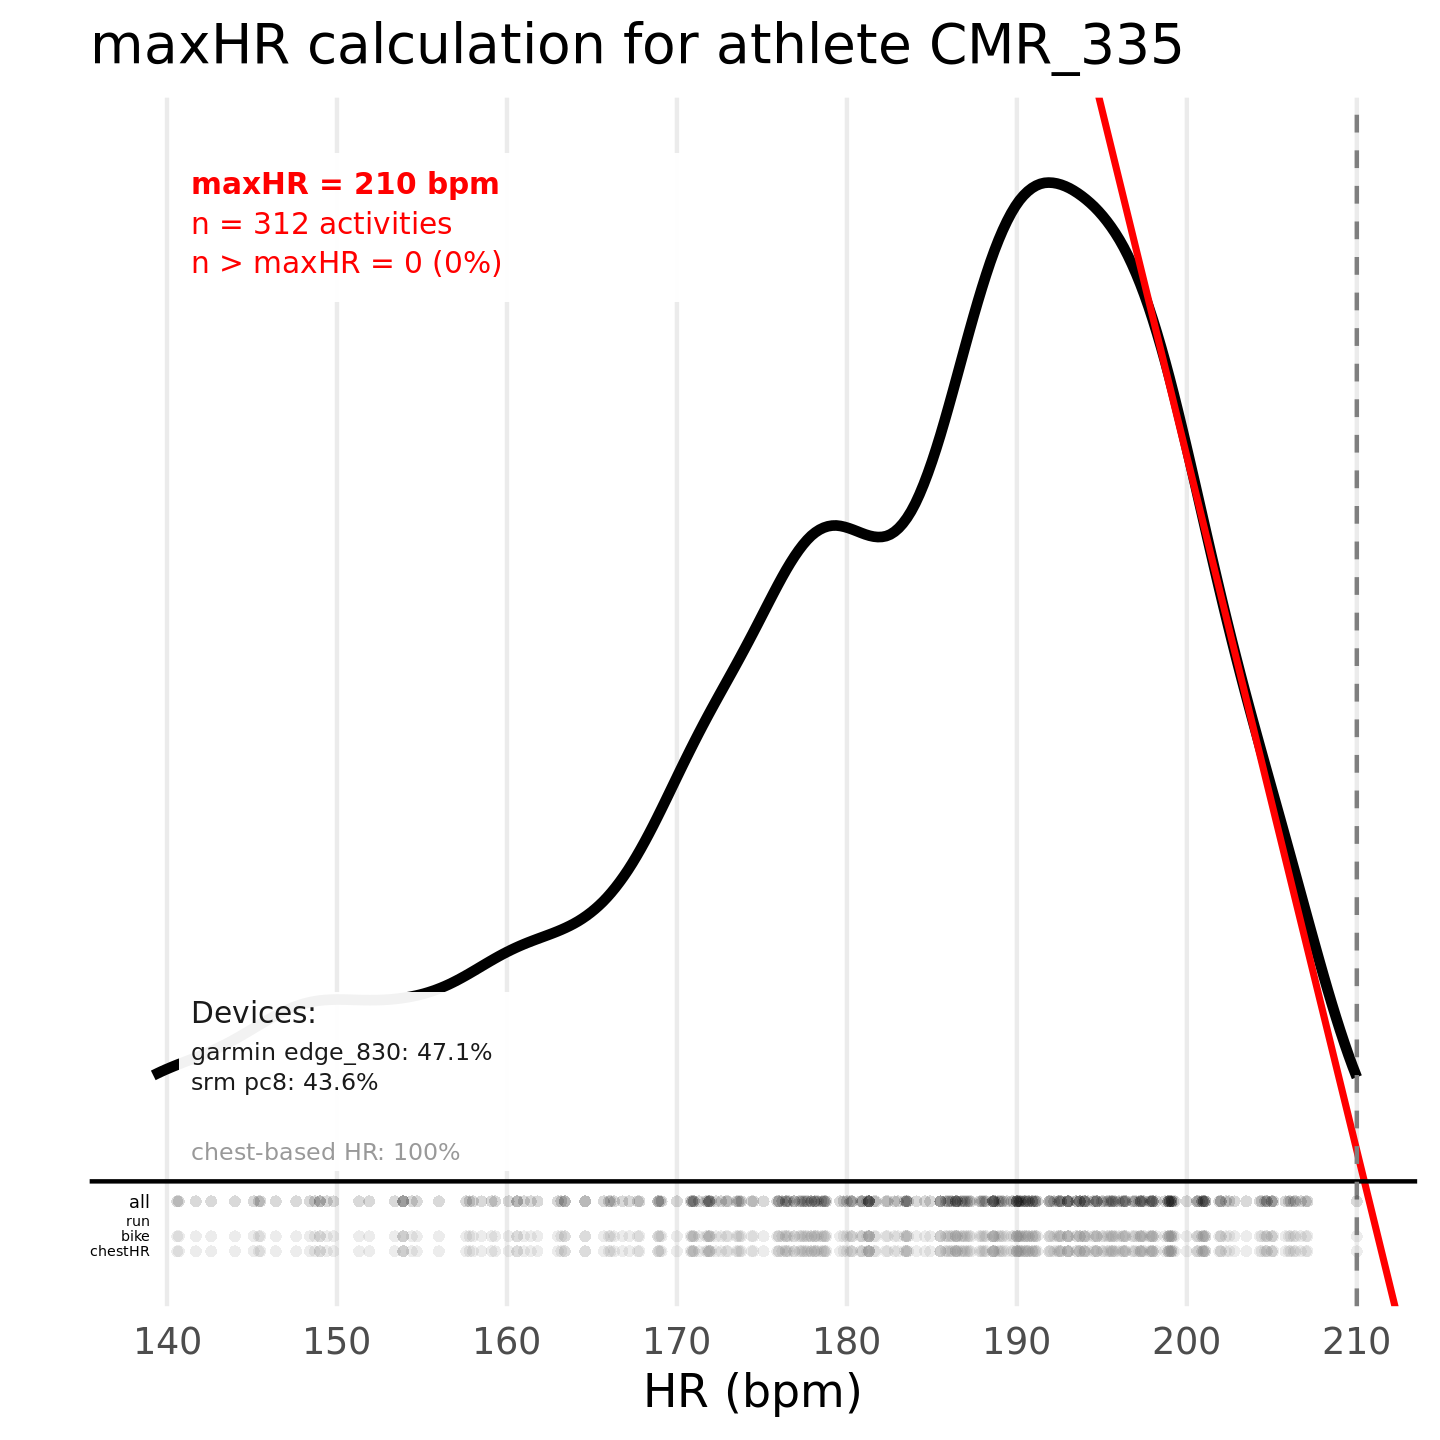 maxHR calculation for athlete CMR_335
maxHR = 210 bpm
n = 312 activities
n > maxHR = 0 (0%)
Devices:
garmin edge_830: 47.1%
srm pc8: 43.6%
chest-based HR: 100%
all
run
bike
chestHR
140 150 160 170 180 190 200 210
HR (bpm)